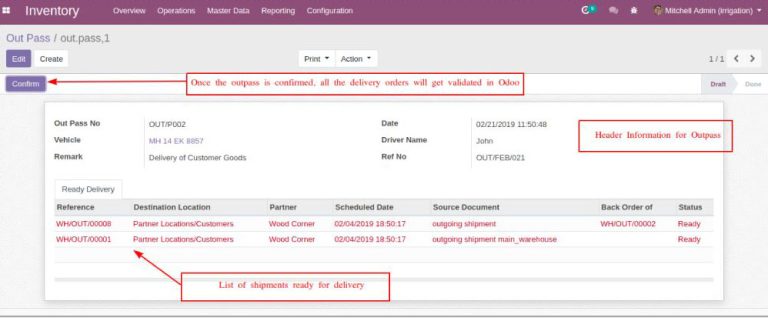 Inventory Overview Operations Master Data Reporting Configuration 5 Mitchell Admin (Irrigation)
Out Pass / out.pass,1
Edit Create Print Action 1 / 1
Confirm Once the outpass is confirmed, all the delivery orders will get validated in Odoo Draft Done
Out Pass No OUT/P002 Date 02/21/2019 11:50:48
Header Information for Outpass
Vehicle MH 14 EK 8857 Driver Name John
Remark Delivery of Customer Goods Ref No OUT/FEB/021
Ready Delivery
Reference Destination Location Partner Scheduled Date Source Document Back Order of Status
WH/OUT/00008 Partner Locations/Customers Wood Corner 02/04/2019 18:50:17 outgoing shipment WH/OUT/00002 Ready
WH/OUT/00001 Partner Locations/Customers Wood Corner 02/04/2019 18:50:17 outgoing shipment main_warehouse Ready
List of shipments ready for delivery